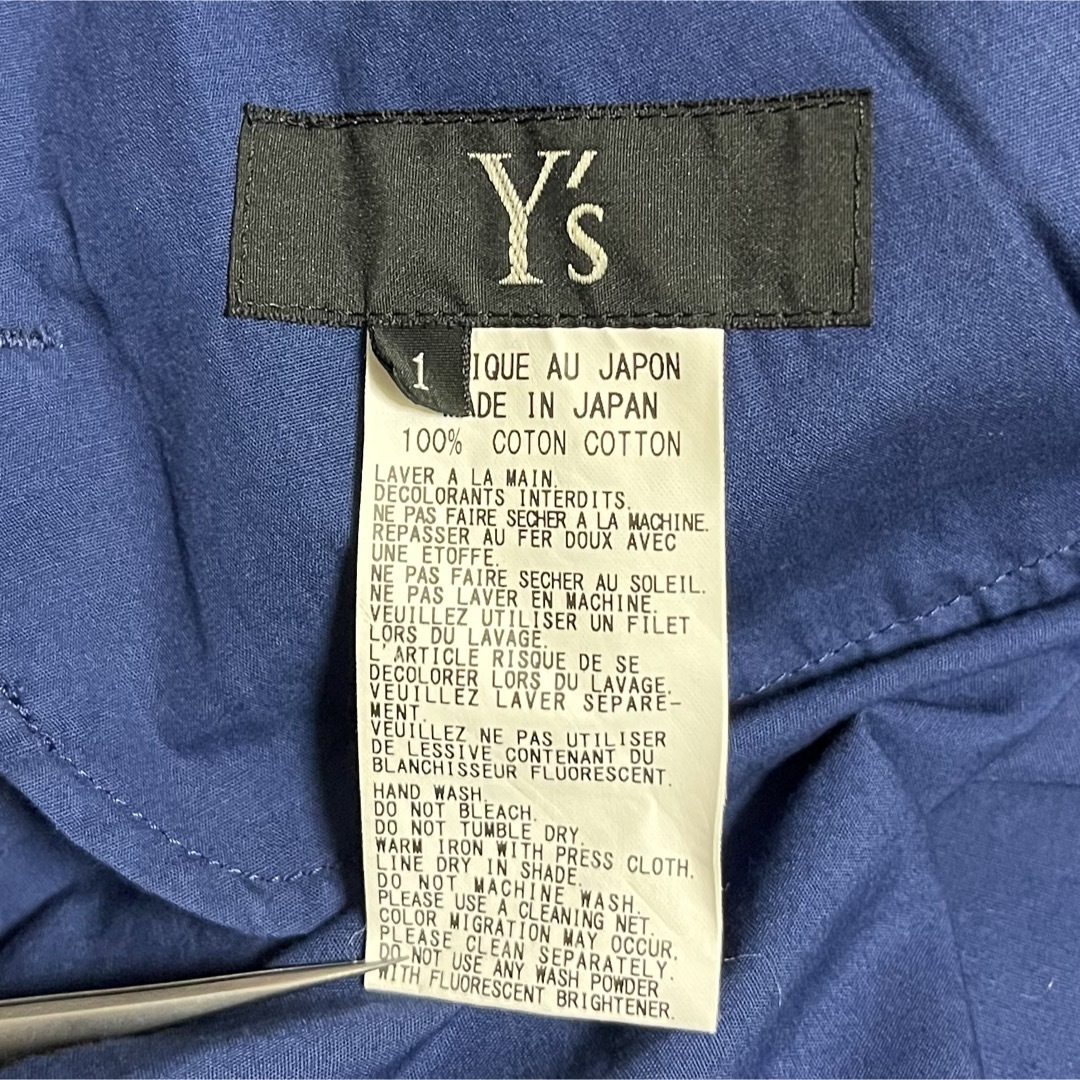 Y's
1
IQUE AU JAPON
MADE IN JAPAN
100% COTON COTTON
LAVER A LA MAIN.
DECOLORANTS INTERDITS.
NE PAS FAIRE SECHER A LA MACHINE.
REPASSER AU FER DOUX AVEC
UNE ETOFFE.
NE PAS FAIRE SECHER AU SOLEIL.
NE PAS LAVER EN MACHINE.
VEUILLEZ UTILISER UN FILET
LORS DU LAVAGE.
L'ARTICLE RISQUE DE SE
DECOLORER LORS DU LAVAGE.
VEUILLEZ LAVER SEPARE-
MENT.
VEUILLEZ NE PAS UTILISER
DE LESSIVE CONTENANT DU
BLANCHISSEUR FLUORESCENT.
HAND WASH.
DO NOT BLEACH.
DO NOT TUMBLE DRY.
WARM IRON WITH PRESS CLOTH.
LINE DRY IN SHADE.
DO NOT MACHINE WASH.
PLEASE USE A CLEANING NET.
COLOR MIGRATION MAY OCCUR.
PLEASE CLEAN SEPARATELY.
DO NOT USE ANY WASH POWDER
WITH FLUORESCENT BRIGHTENER.